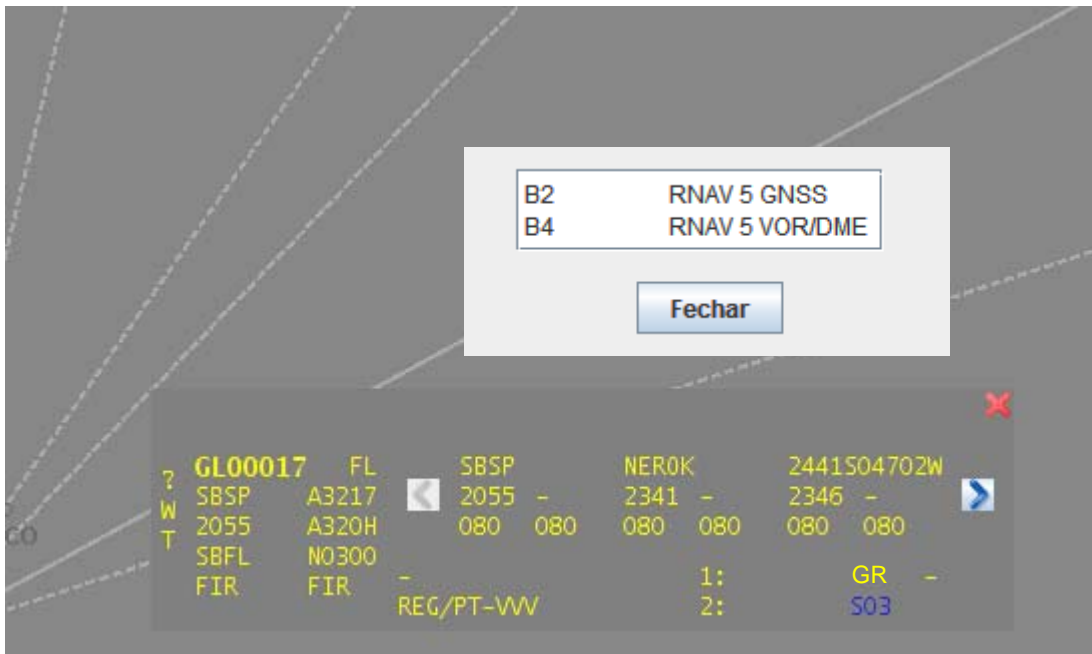 B2 RNAV 5 GNSS
B4 RNAV 5 VOR/DME
Fechar
GL00017 FL SBSP NEROK 2441S04702W
? SBSP A3217 2055 - 2341 - 2346 -
W 2055 A320H 080 080 080 080 080 080
T SBFL N0300
FIR FIR - 1: GR -
REG/PT-VVV 2: S03
CO